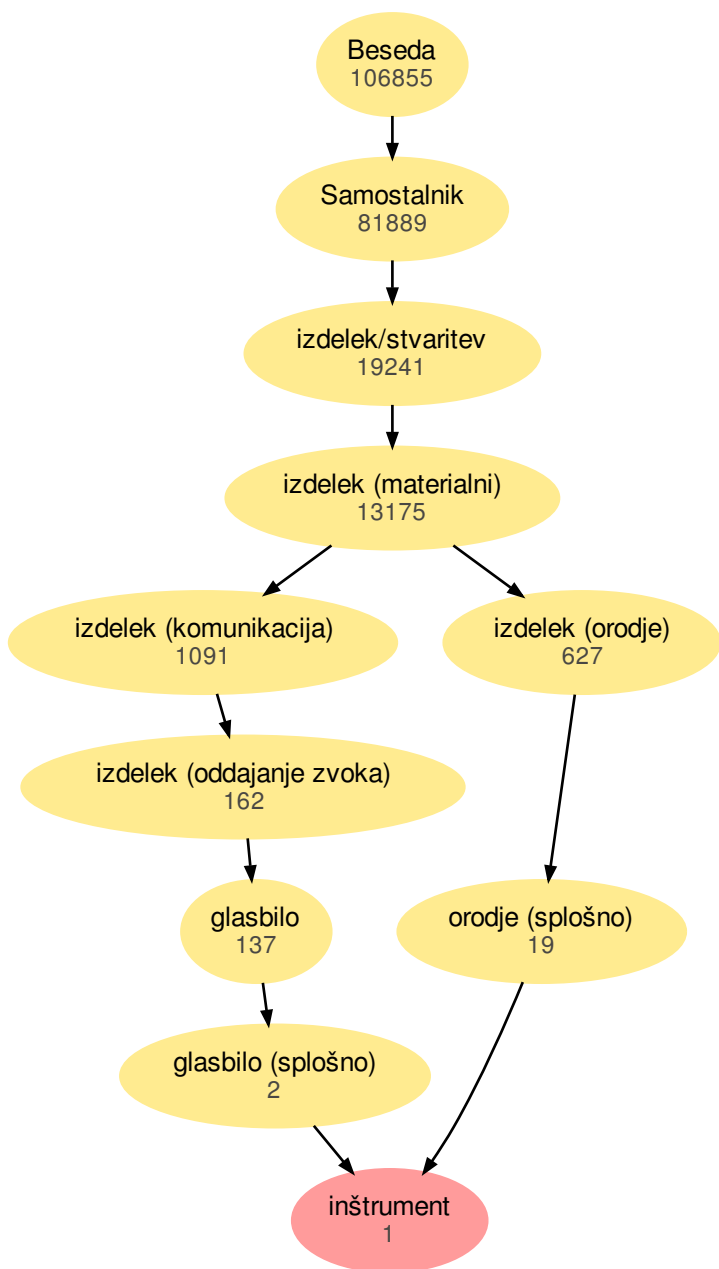 Beseda
106855
Samostalnik
81889
izdelek/stvaritev
19241
izdelek (materialni)
13175
izdelek (komunikacija)
1091
izdelek (orodje)
627
izdelek (oddajanje zvoka)
162
glasbilo
137
orodje (splošno)
19
glasbilo (splošno)
2
inštrument
1